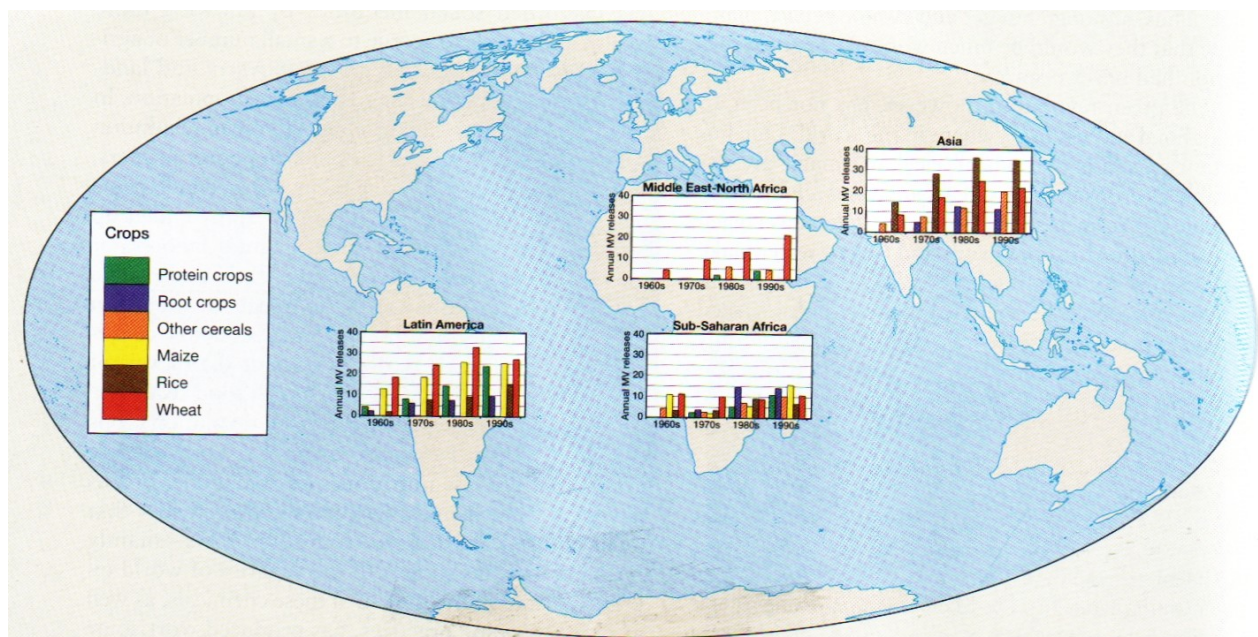 Crops
Protein crops
Root crops
Other cereals
Maize
Rice
Wheat
Latin America
Annual MV releases
40
30
20
10
0
1960s 1970s 1980s 1990s
Middle East-North Africa
Annual MV releases
40
30
20
10
0
1960s 1970s 1980s 1990s
Sub-Saharan Africa
Annual MV releases
40
30
20
10
0
1960s 1970s 1980s 1990s
Asia
Annual MV releases
40
30
20
10
0
1960s 1970s 1980s 1990s